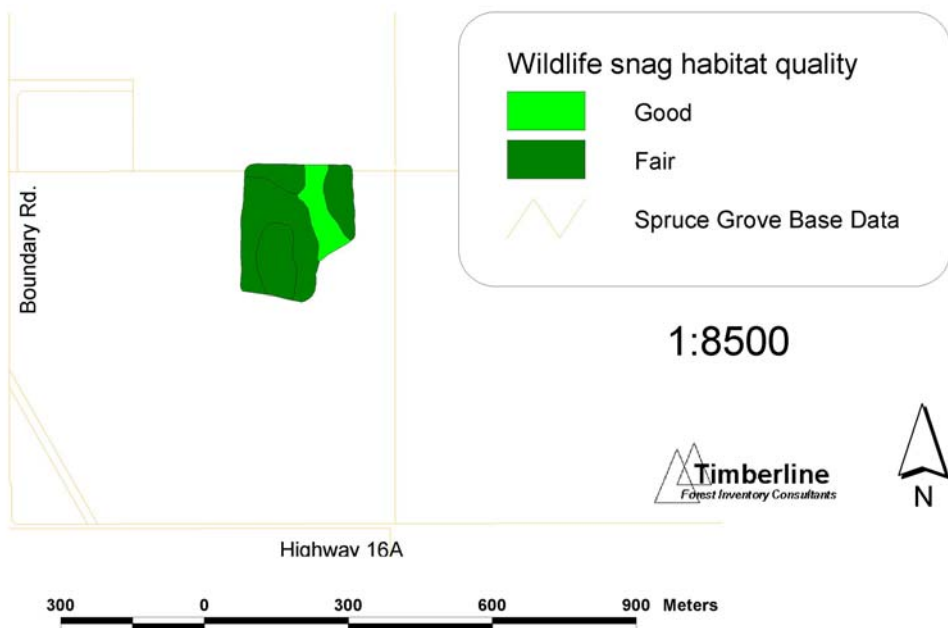 Wildlife snag habitat quality
Good
Fair
Spruce Grove Base Data
Boundary Rd.
1:8500
Timberline
Forest Inventory Consultants
N
Highway 16A
300 0 300 600 900 Meters